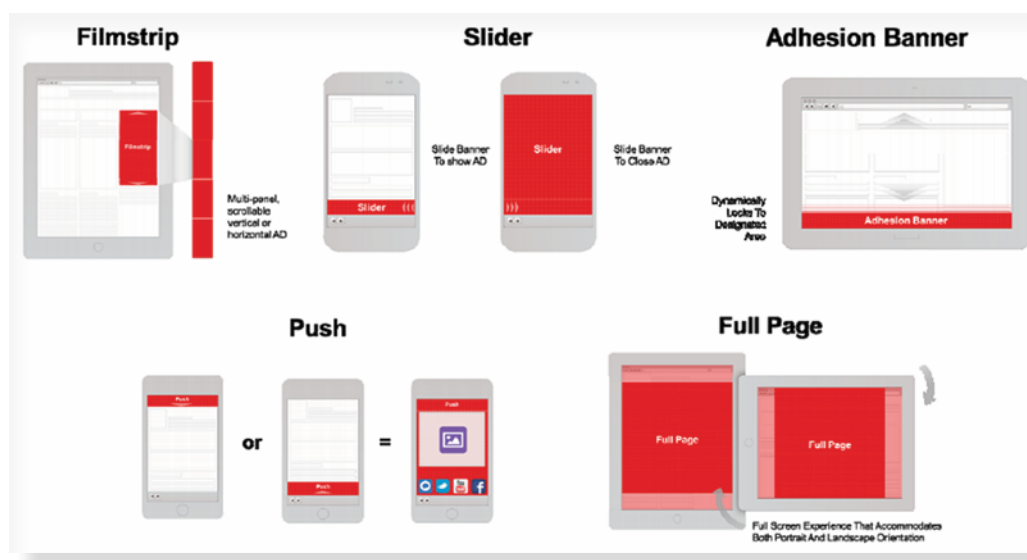 Filmstrip
Slider
Adhesion Banner
Filmstrip
Multi-panel,
scrollable
vertical or
horizontal AD
Slider
Slide Banner
To show AD
Slider
Slide Banner
To Close AD
Dynamically
Locks To
Designated
Area
Adhesion Banner
Push
Full Page
Push
or
Push
=
Push
You
Full Page
Full Page
Full Screen Experience That Accommodates
Both Portrait And Landscape Orientation